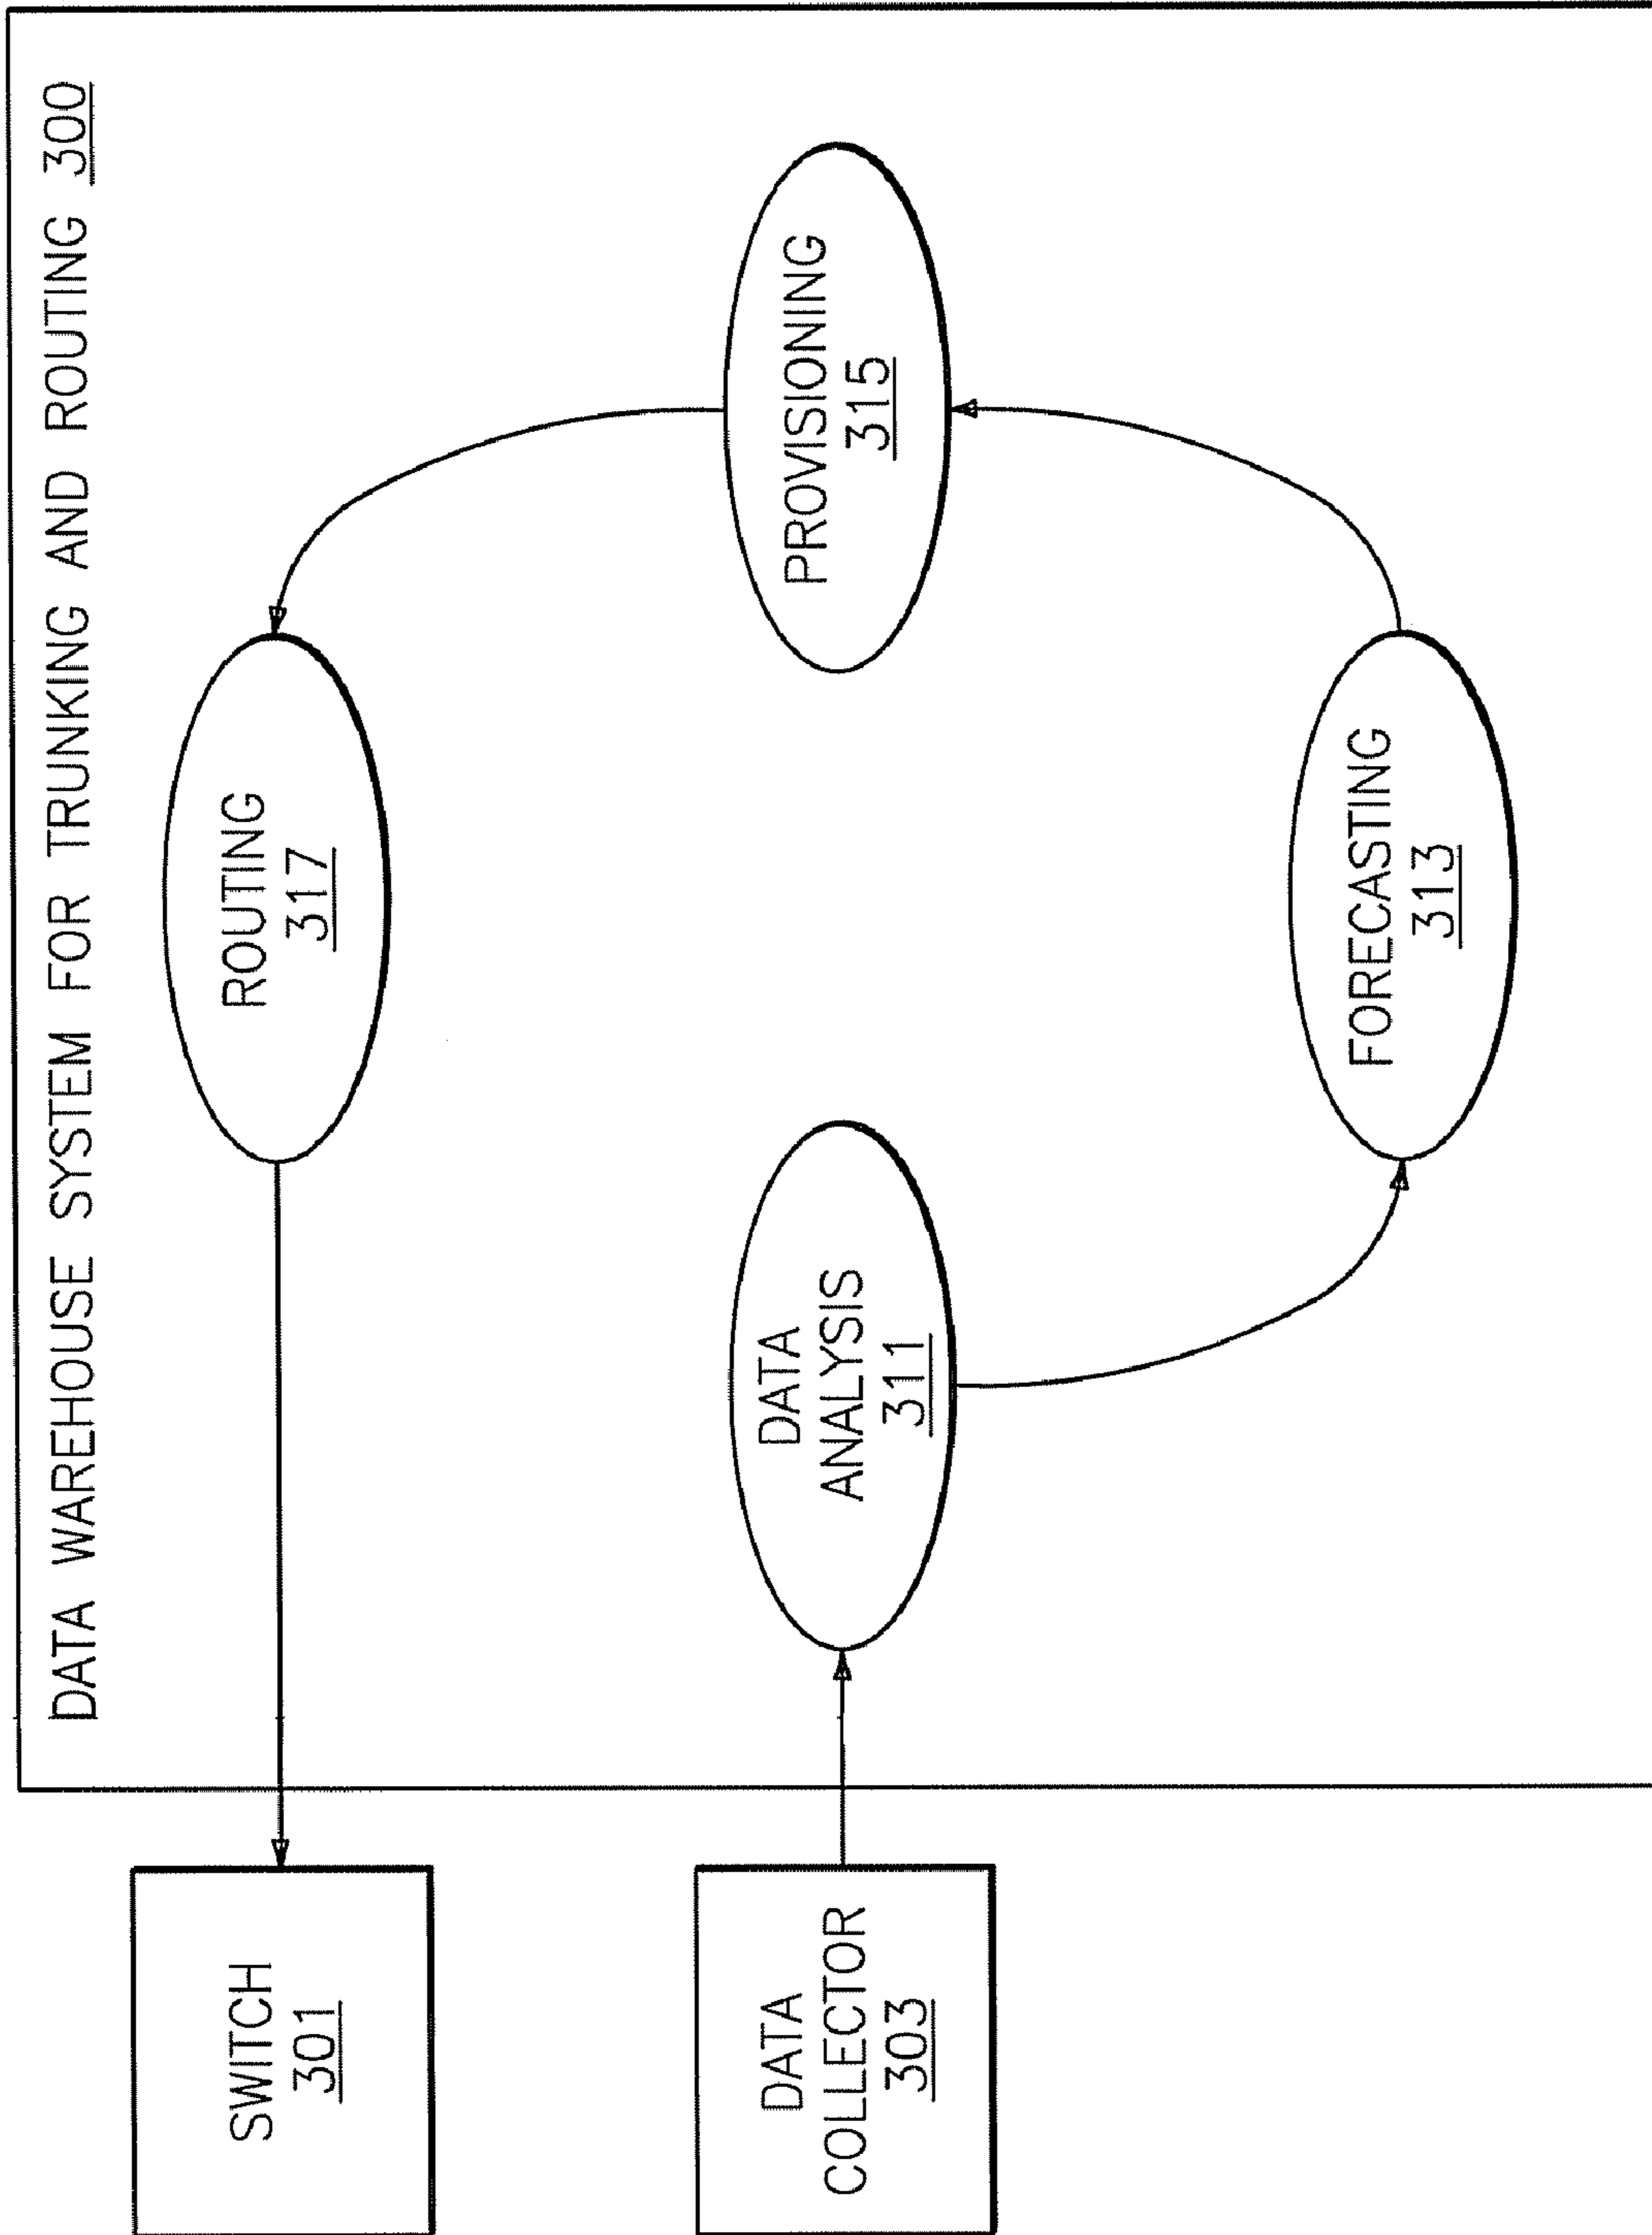 DATA WAREHOUSE SYSTEM FOR TRUNKING AND ROUTING 300
SWITCH
301
ROUTING
317
DATA
COLLECTOR
303
DATA
ANALYSIS
311
PROVISIONING
315
FORECASTING
313